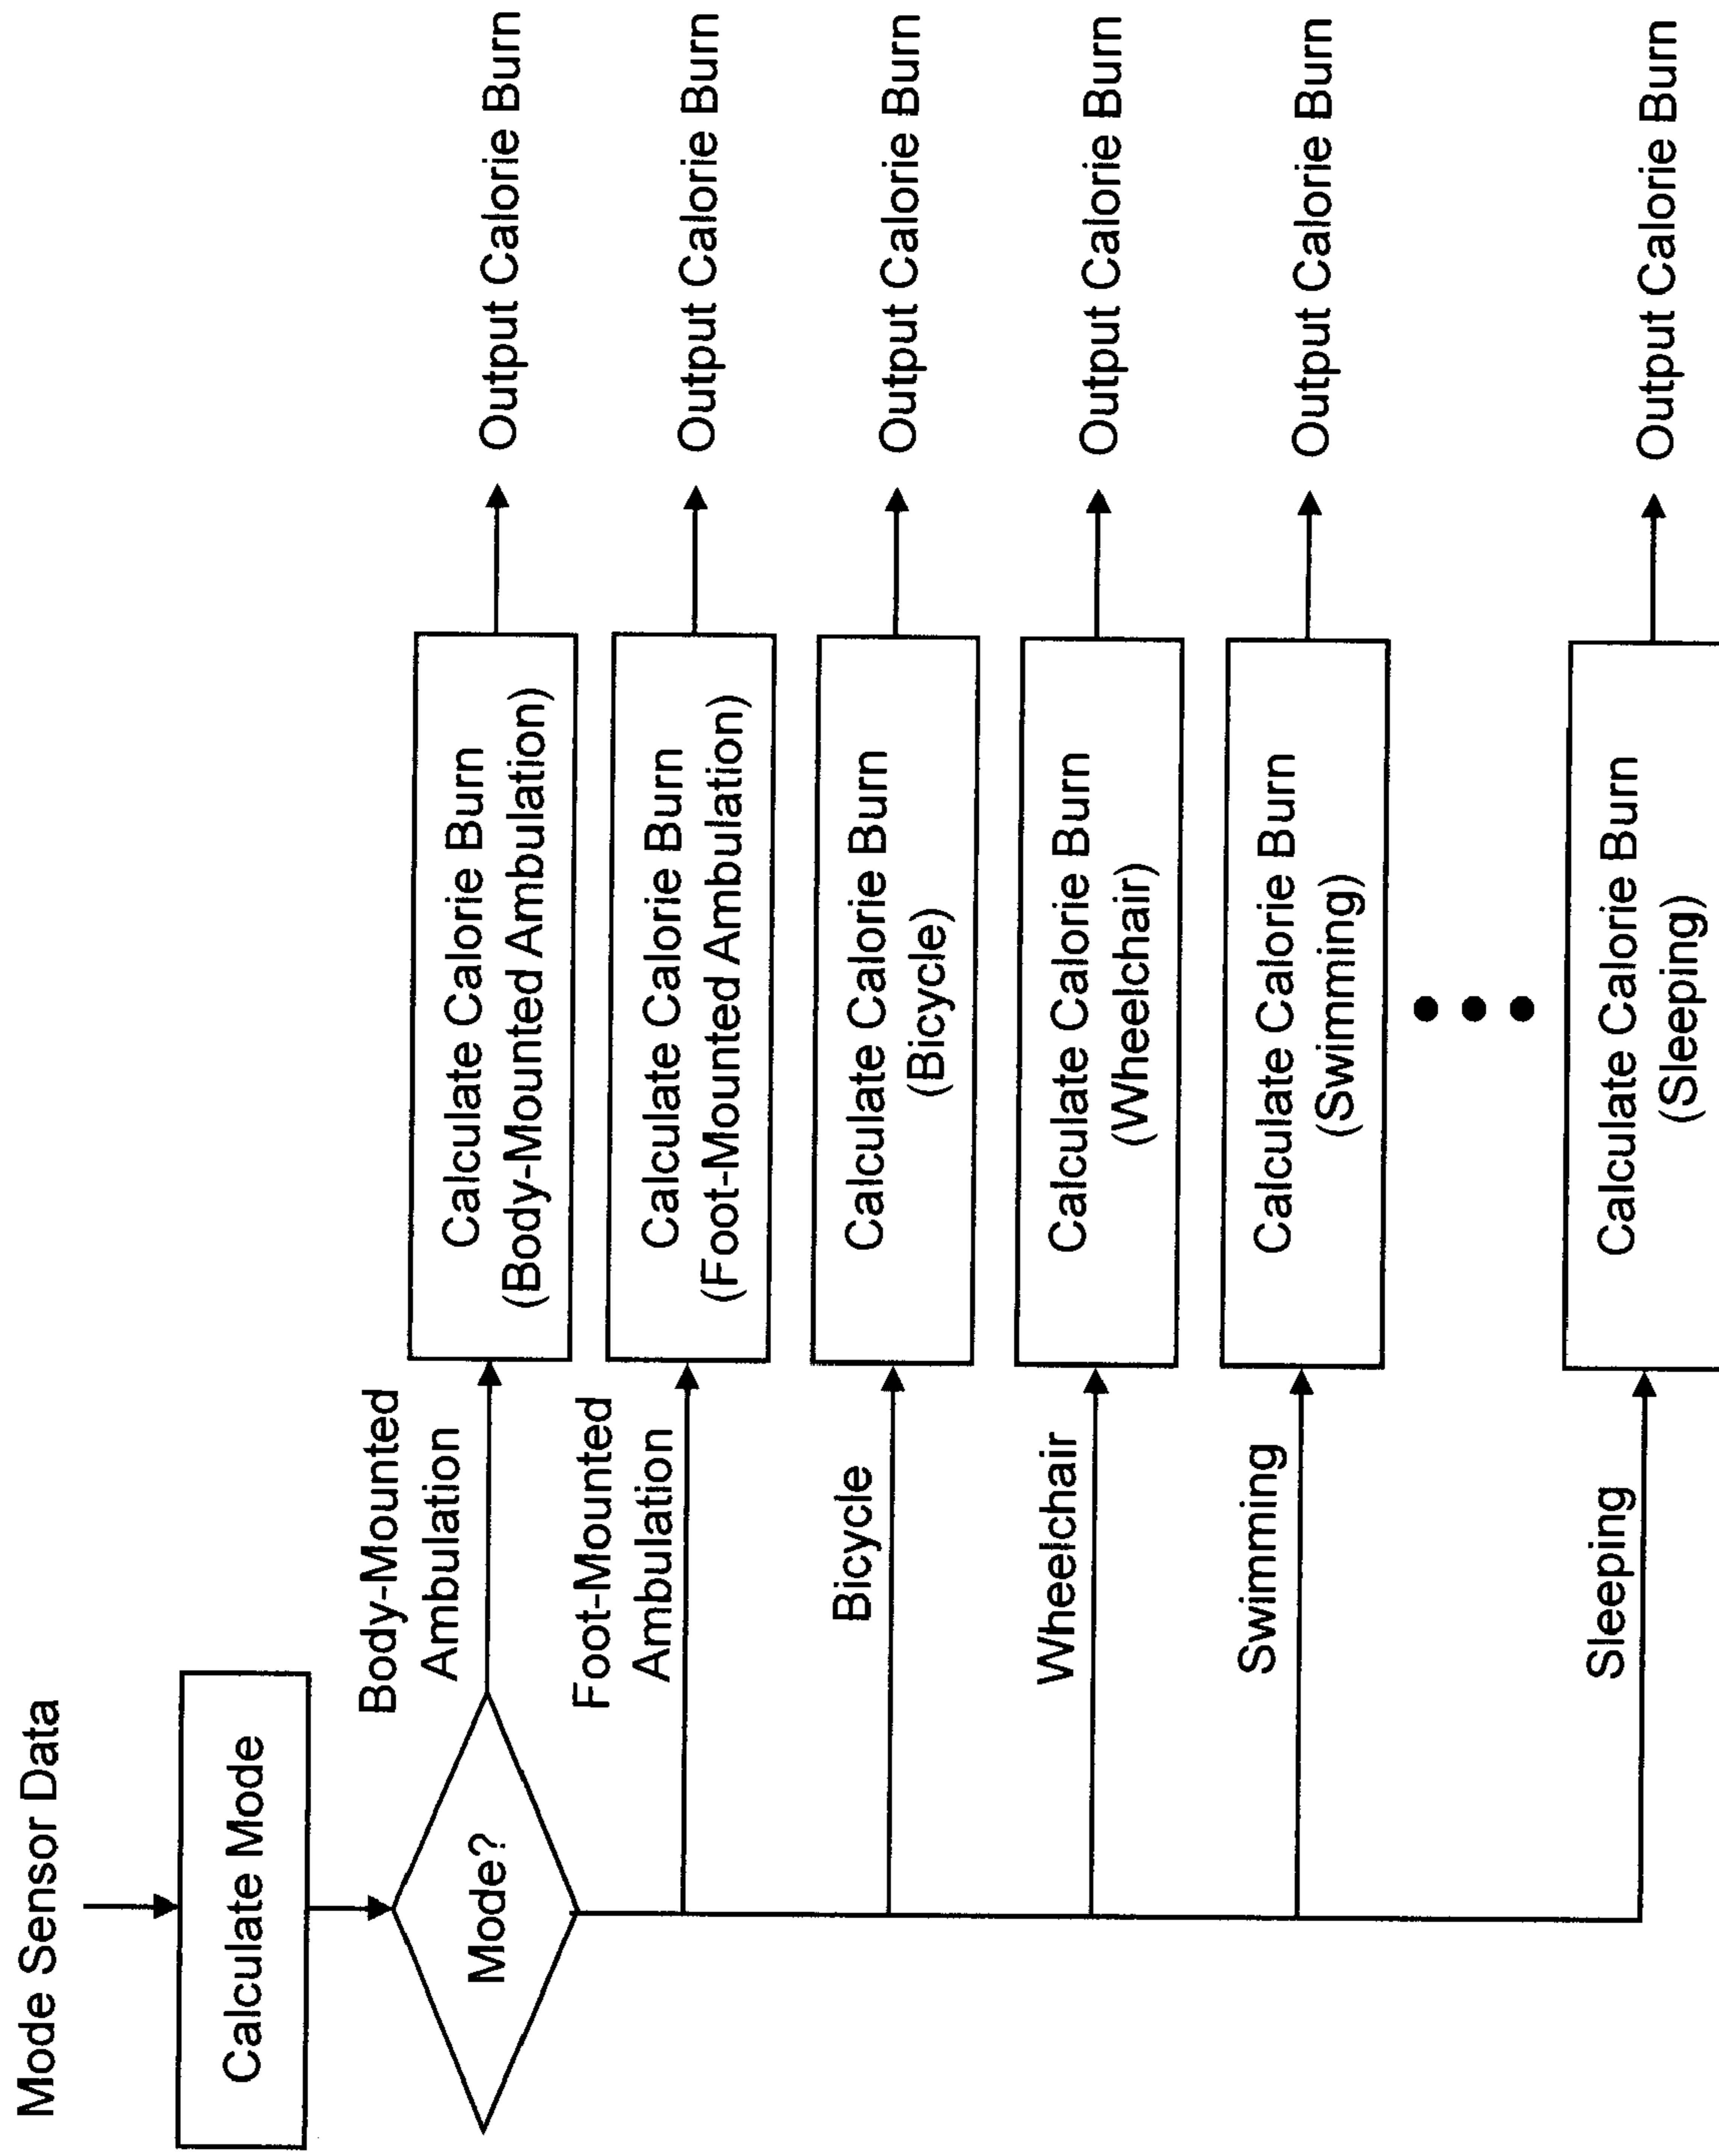 Mode Sensor Data
Calculate Mode
Mode?
Body-Mounted
Ambulation
Calculate Calorie Burn
(Body-Mounted Ambulation)
Output Calorie Burn
Foot-Mounted
Ambulation
Calculate Calorie Burn
(Foot-Mounted Ambulation)
Output Calorie Burn
Bicycle
Calculate Calorie Burn
(Bicycle)
Output Calorie Burn
Wheelchair
Calculate Calorie Burn
(Wheelchair)
Output Calorie Burn
Swimming
Calculate Calorie Burn
(Swimming)
Output Calorie Burn
Sleeping
Calculate Calorie Burn
(Sleeping)
Output Calorie Burn